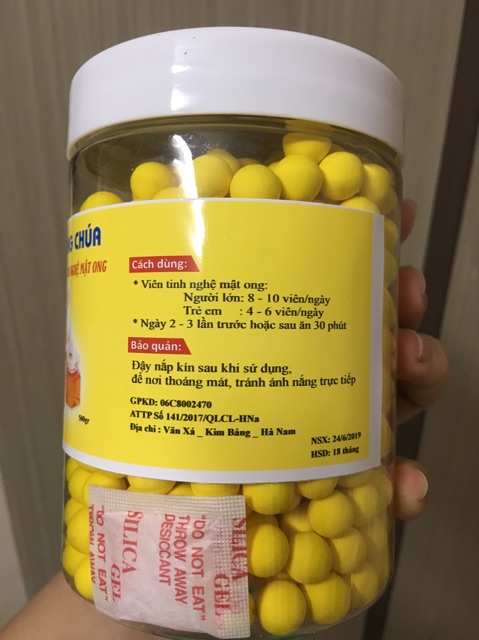 G CHÚA
NGHỆ MẬT ONG
500gr
Cách dùng:
* Viên tinh nghệ mật ong:
Người lớn: 8 - 10 viên/ngày
Trẻ em : 4 - 6 viên/ngày
* Ngày 2 - 3 lần trước hoặc sau ăn 30 phút
Bảo quản:
Đậy nắp kín sau khi sử dụng,
để nơi thoáng mát, tránh ánh nắng trực tiếp
GPKD: 06C8002470
ATTP Số 141/2017/QLCL-HNa
Địa chỉ : Văn Xá _ Kim Bảng _ Hà Nam
NSX: 24/6/2019
HSD: 18 tháng
SILICA GEL
"DO NOT EAT"
THROW AWAY
DESICCANT
SILICA GEL
"DO NOT EAT"
THROW AWAY